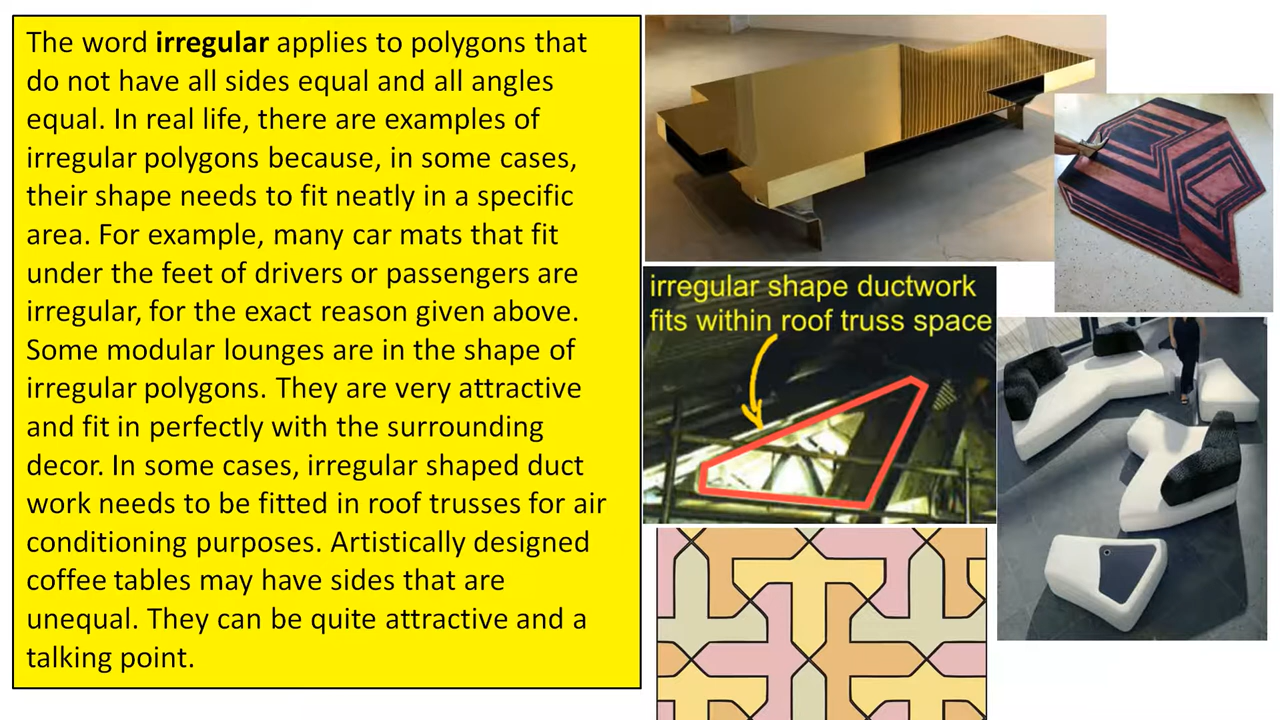 The word irregular applies to polygons that
do not have all sides equal and all angles
equal. In real life, there are examples of
irregular polygons because, in some cases,
their shape needs to fit neatly in a specific
area. For example, many car mats that fit
under the feet of drivers or passengers are
irregular, for the exact reason given above.
Some modular lounges are in the shape of
irregular polygons. They are very attractive
and fit in perfectly with the surrounding
decor. In some cases, irregular shaped duct
work needs to be fitted in roof trusses for air
conditioning purposes. Artistically designed
coffee tables may have sides that are
unequal. They can be quite attractive and a
talking point.
irregular shape ductwork
fits within roof truss space